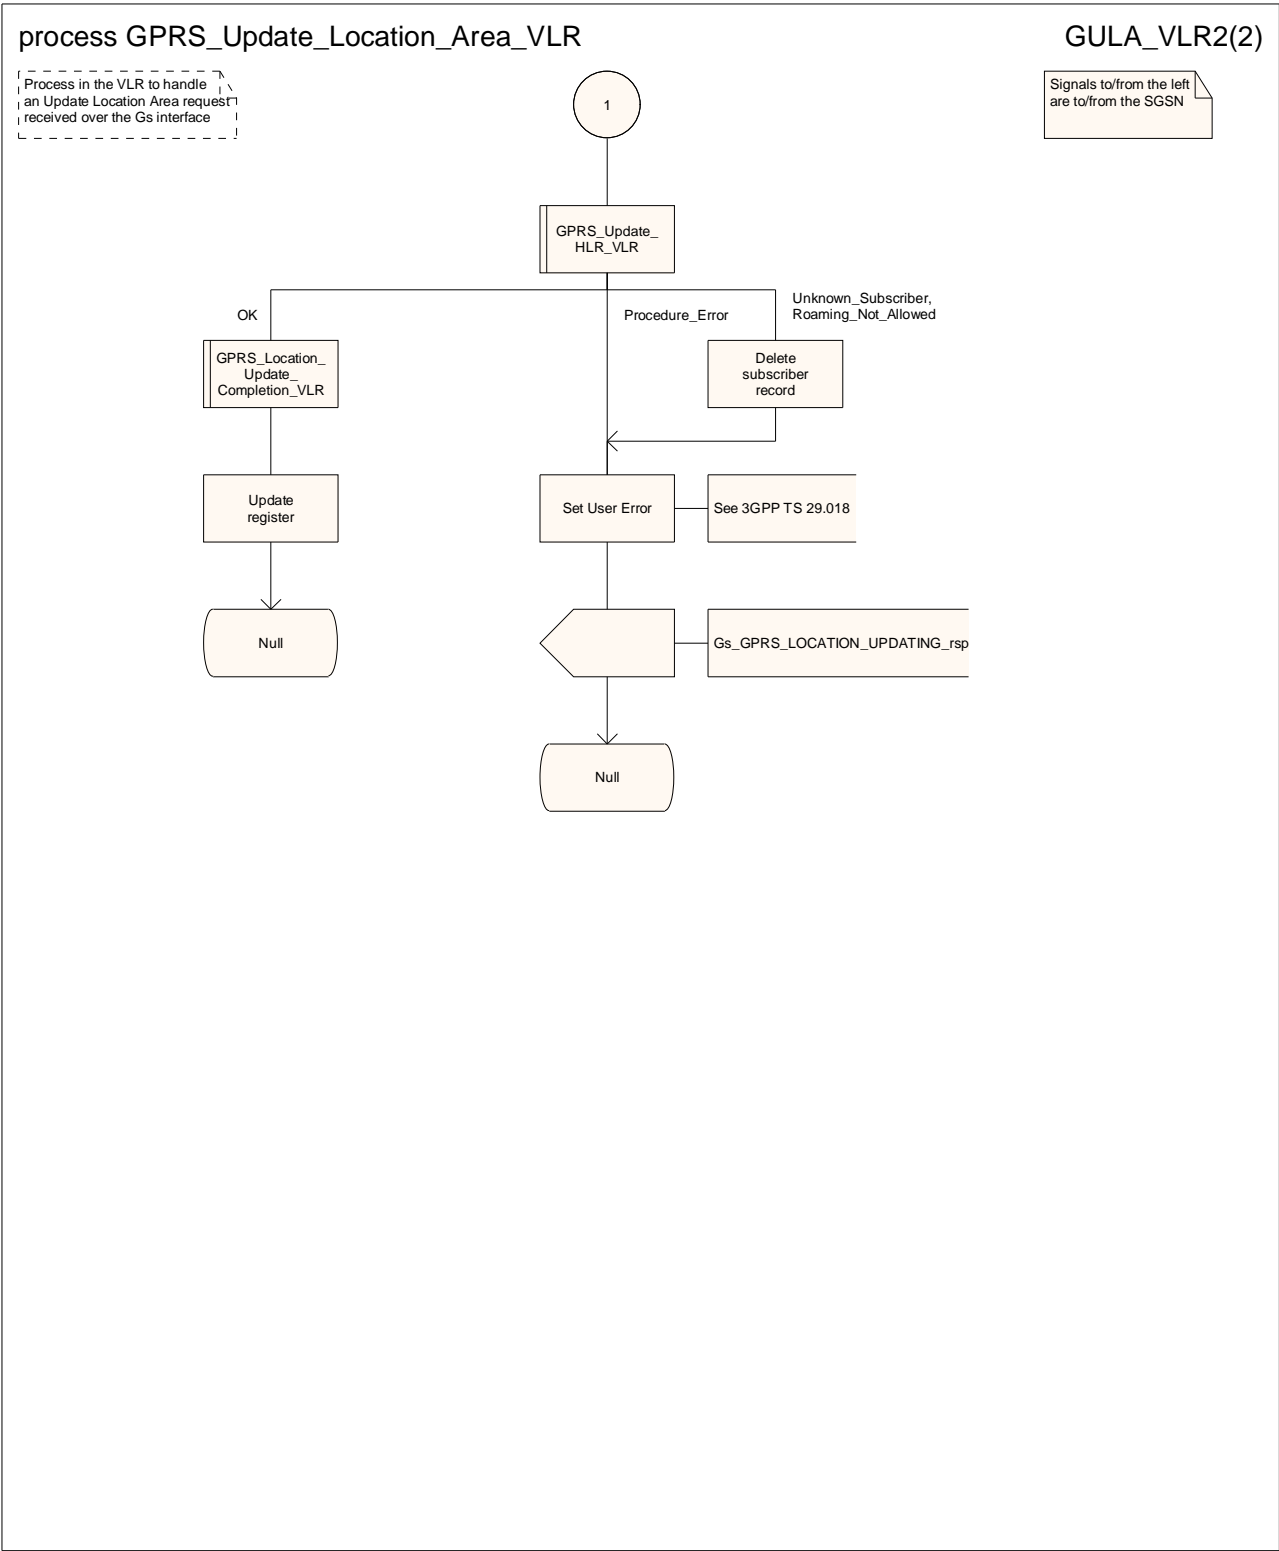 process GPRS_Update_Location_Area_VLR
GULA_VLR2(2)
Process in the VLR to handle
an Update Location Area request
received over the Gs interface
1
Signals to/from the left
are to/from the SGSN
GPRS_Update_
HLR_VLR
OK
Procedure_Error
Unknown_Subscriber,
Roaming_Not_Allowed
GPRS_Location_
Update_
Completion_VLR
Delete
subscriber
record
Update
register
Set User Error
See 3GPP TS 29.018
Null
Gs_GPRS_LOCATION_UPDATING_rsp
Null